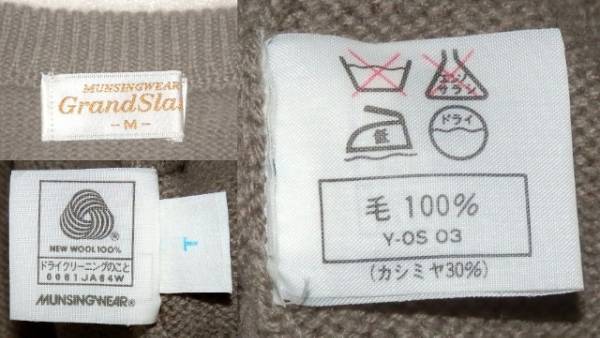 MUNSINGWEAR
GrandSla
- M -
NEW WOOL 100%
ドライクリーニングのこと
6661JA64W
MUNSINGWEAR®
エンソ
サラシ
低
ドライ
毛 100%
Y-OS 03
(カシミヤ30%)